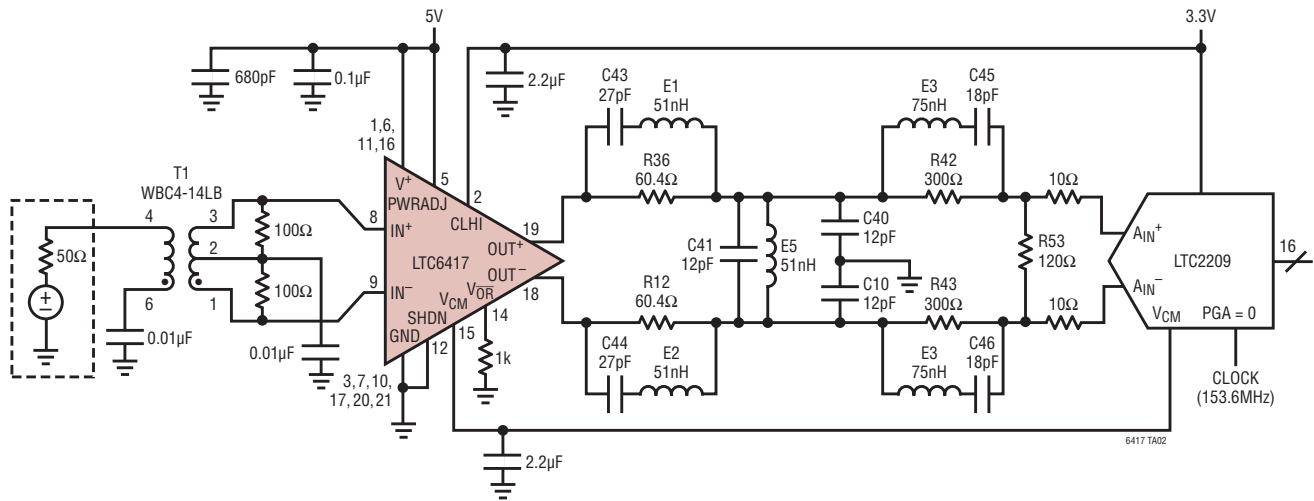 5V
3.3V
680pF
0.1µF
2.2µF
C43
27pF
E1
51nH
E3
75nH
C45
18pF
1,6,
11,16
T1
WBC4-14LB
R36
60.4Ω
R42
300Ω
10Ω
V+
5
PWRADJ
2
CLHI
4
3
100Ω
8
IN+
19
OUT+
50Ω
2
LTC6417
C41
12pF
E5
51nH
C40
12pF
R53
120Ω
AIN+
LTC2209
16
100Ω
OUT−
18
6
1
9
IN−
VCM
VOR
14
SHDN
15
GND
12
R12
60.4Ω
C10
12pF
R43
300Ω
10Ω
AIN−
VCM
PGA = 0
0.01µF
0.01µF
1k
3,7,10,
17,20,21
C44
27pF
E2
51nH
E3
75nH
C46
18pF
CLOCK
(153.6MHz)
6417 TA02
2.2µF